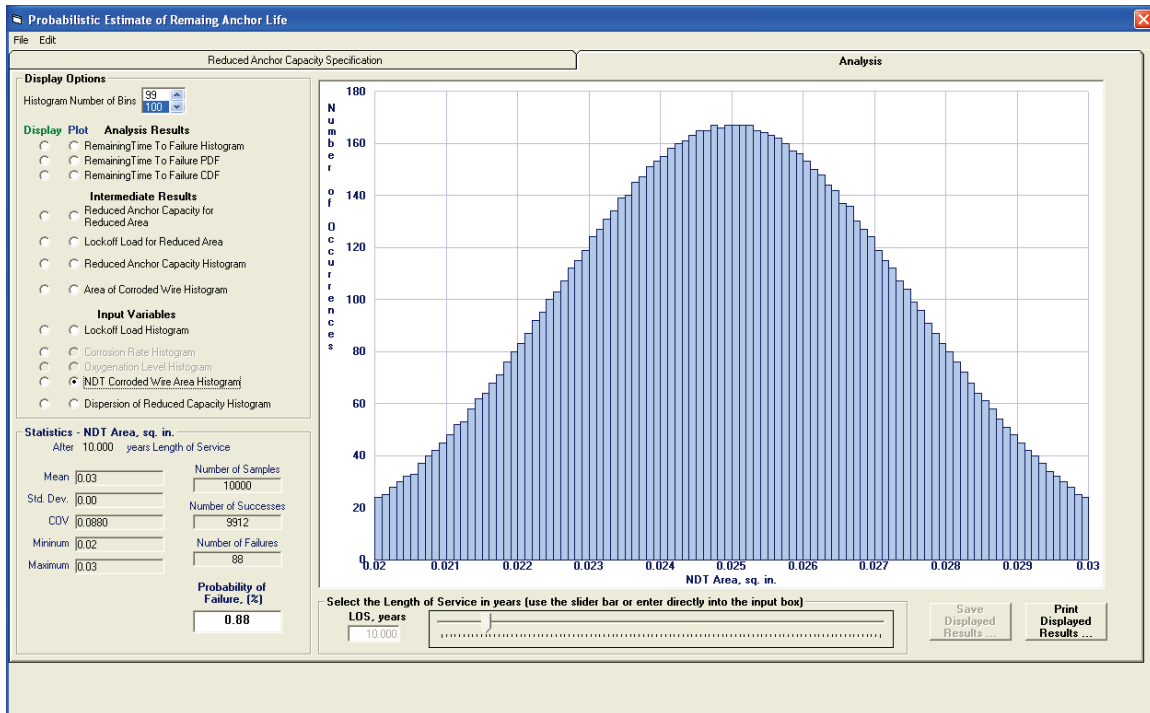 Probabilistic Estimate of Remaing Anchor Life
File Edit
Reduced Anchor Capacity Specification
Analysis
Display Options
Histogram Number of Bins
99
100
Display Plot Analysis Results
RemainingTime To Failure Histogram
RemainingTime To Failure PDF
RemainingTime To Failure CDF
Intermediate Results
Reduced Anchor Capacity for
Reduced Area
Lockoff Load for Reduced Area
Reduced Anchor Capacity Histogram
Area of Corroded Wire Histogram
Input Variables
Lockoff Load Histogram
Corrosion Rate Histogram
Oxygenation Level Histogram
NDT Corroded Wire Area Histogram
Dispersion of Reduced Capacity Histogram
Statistics - NDT Area, sq. in.
After 10.000 years Length of Service
Mean 0.03
Std. Dev. 0.00
COV 0.0880
Mininum 0.02
Maximum 0.03
Number of Samples
10000
Number of Successes
9912
Number of Failures
88
Probability of
Failure, (%)
0.88
Number of Occurrences
180
160
140
120
100
80
60
40
20
0
0.02 0.021 0.022 0.023 0.024 0.025 0.026 0.027 0.028 0.029 0.03
NDT Area, sq. in.
Select the Length of Service in years (use the slider bar or enter directly into the input box)
LOS, years
10.000
Save
Displayed
Results ...
Print
Displayed
Results ...